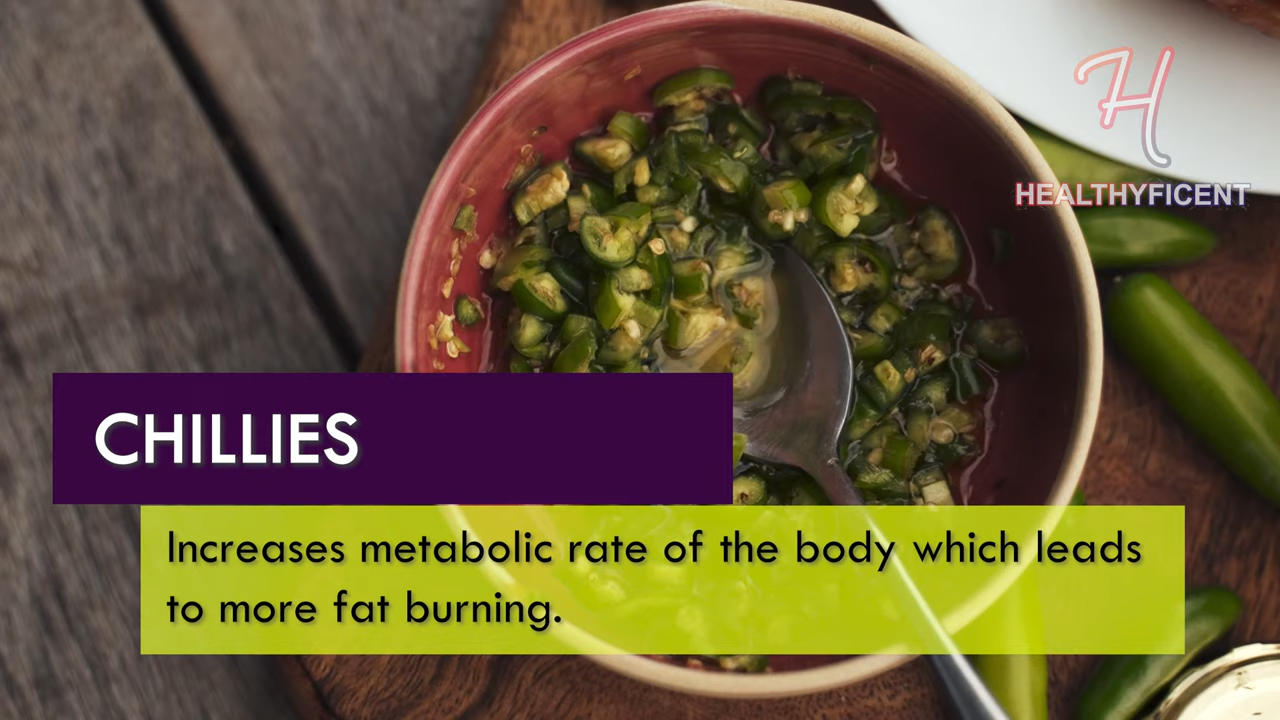 H
HEALTHYFICENT
CHILLIES
Increases metabolic rate of the body which leads
to more fat burning.